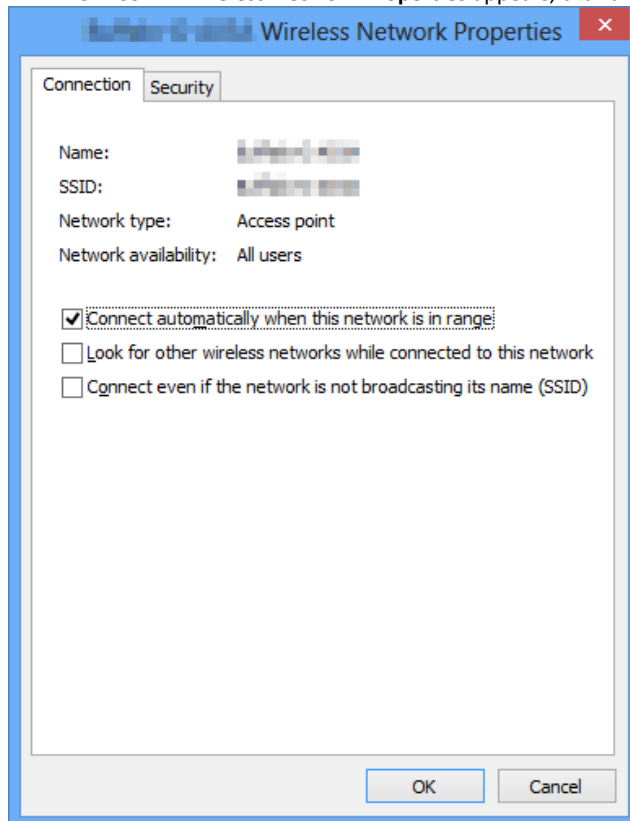 Wireless Network Properties
Connection Security
Name:
SSID:
Network type: Access point
Network availability: All users
Connect automatically when this network is in range
Look for other wireless networks while connected to this network
Connect even if the network is not broadcasting its name (SSID)
OK Cancel